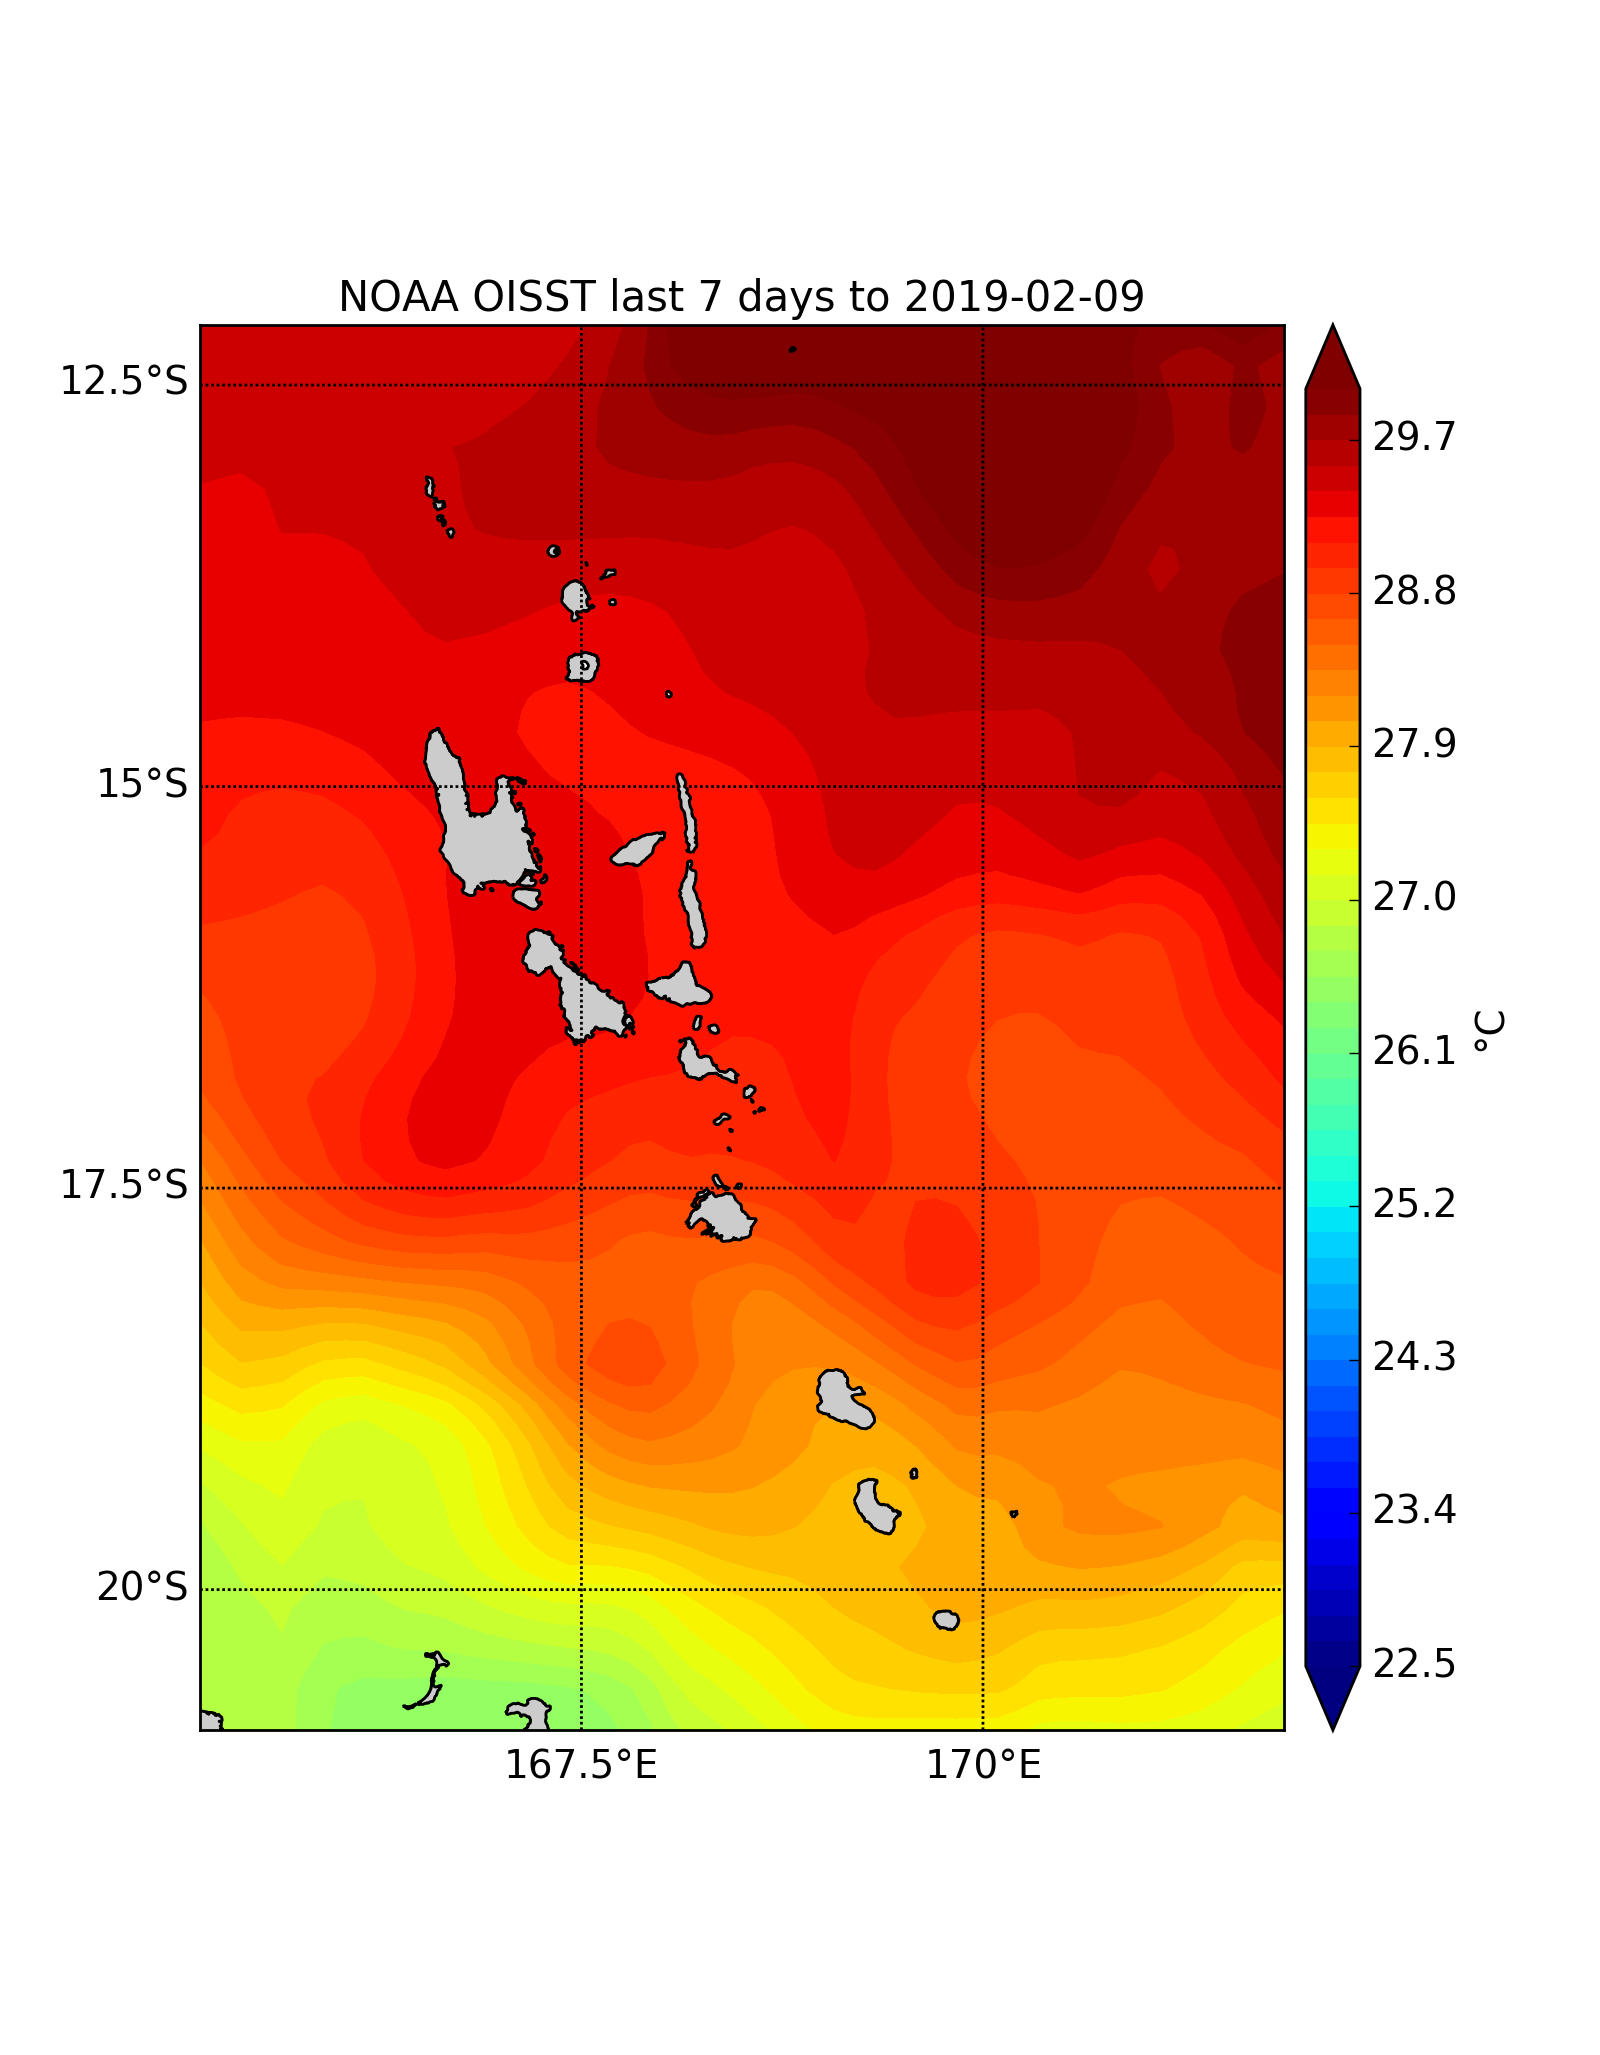 NOAA OISST last 7 days to 2019-02-09
12.5°S
15°S
17.5°S
20°S
167.5°E
170°E
29.7
28.8
27.9
27.0
26.1
25.2
24.3
23.4
22.5
°C